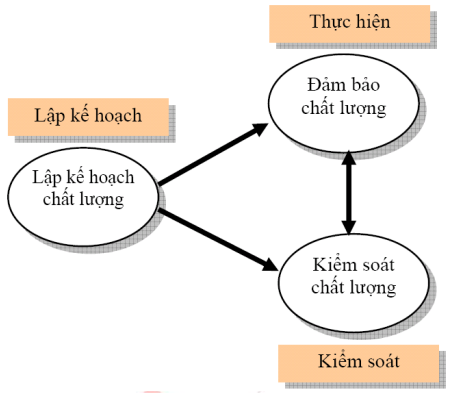 Thực hiện
Đảm bảo
chất lượng
Lập kế hoạch
Lập kế hoạch
chất lượng
Kiểm soát
chất lượng
Kiểm soát